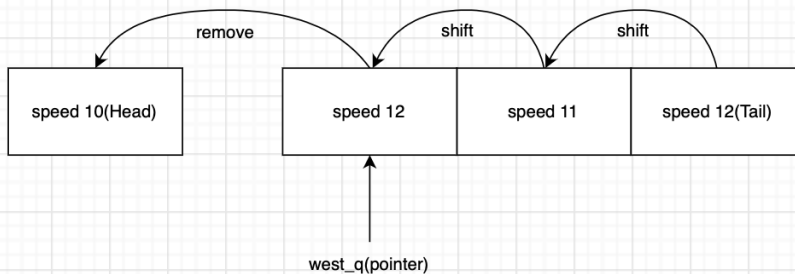 remove
shift
shift
speed 10(Head)
speed 12
speed 11
speed 12(Tail)
west_q(pointer)